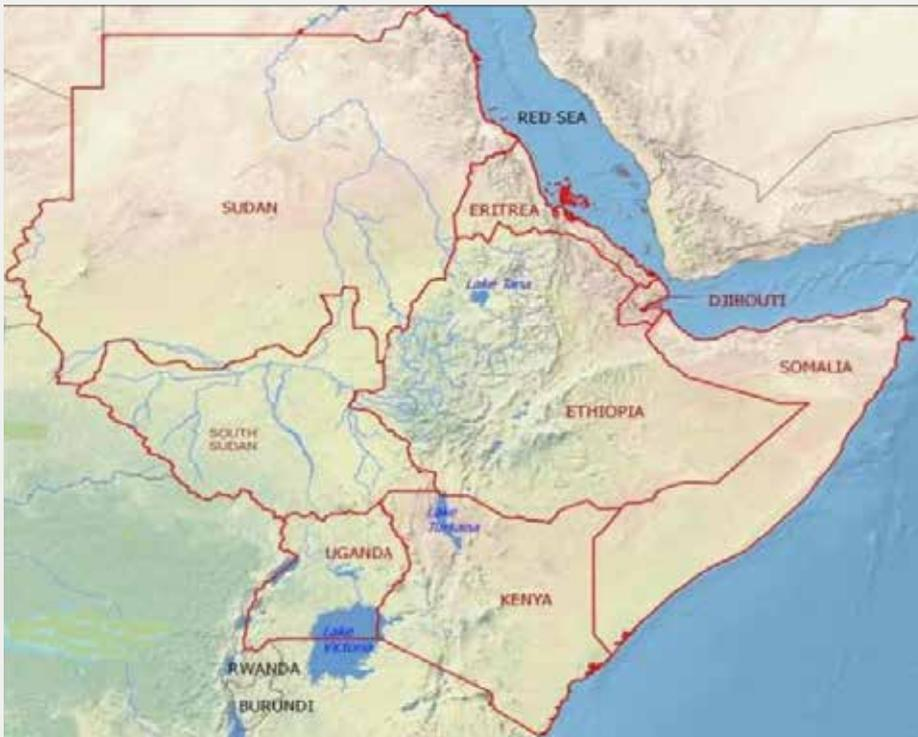 RED SEA
SUDAN
ERITREA
Lake Tana
DJIBOUTI
SOMALIA
ETHIOPIA
SOUTH
SUDAN
Lake
Turkana
UGANDA
KENYA
Lake
Victoria
RWANDA
BURUNDI